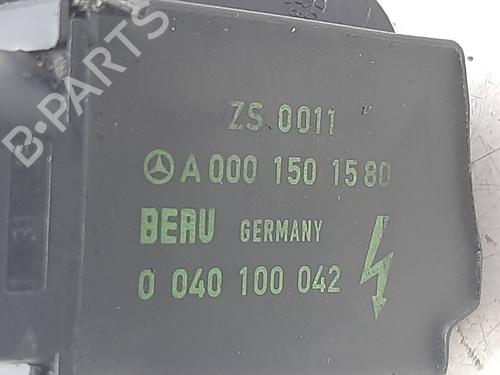 B-PARTS
ZS 0011
A 000 150 15 80
BERU GERMANY
0 040 100 042